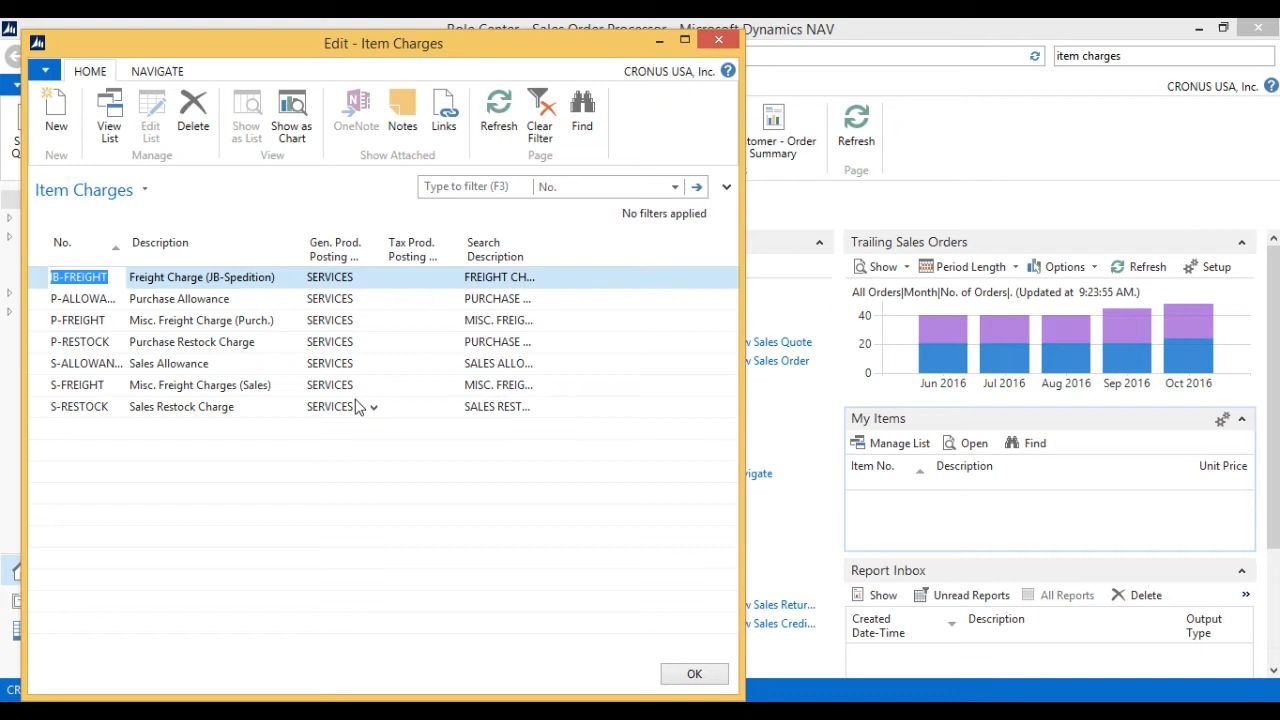 Role Center - Sales Order Processor - Microsoft Dynamics NAV
Edit - Item Charges
item charges
HOME
NAVIGATE
CRONUS USA, Inc.
CRONUS USA, Inc.
New
View List
Edit List
Delete
Show as List
Show as Chart
OneNote
Notes
Links
Refresh
Clear Filter
Find
New
Manage
View
Show Attached
Page
- Order
Summary
Refresh
Page
Item Charges
Type to filter (F3)
No.
No filters applied
No.
Description
Gen. Prod. Posting ...
Tax Prod. Posting ...
Search Description
JB-FREIGHT Freight Charge (JB-Spedition) SERVICES FREIGHT CH...
P-ALLOWA... Purchase Allowance SERVICES PURCHASE ...
P-FREIGHT Misc. Freight Charge (Purch.) SERVICES MISC. FREIG...
P-RESTOCK Purchase Restock Charge SERVICES PURCHASE ...
S-ALLOWAN... Sales Allowance SERVICES SALES ALLO...
S-FREIGHT Misc. Freight Charges (Sales) SERVICES MISC. FREIG...
S-RESTOCK Sales Restock Charge SERVICES SALES REST...
OK
Sales Quote
Sales Order
Sales Retur...
Sales Credi...
Trailing Sales Orders
Show
Period Length
Options
Refresh
Setup
All Orders|Month|No. of Orders|. (Updated at 9:23:55 AM.)
40
20
0
Jun 2016 Jul 2016 Aug 2016 Sep 2016 Oct 2016
My Items
Manage List
Open
Find
Item No.
Description
Unit Price
Report Inbox
Show
Unread Reports
All Reports
Delete
Created Date-Time
Description
Output Type